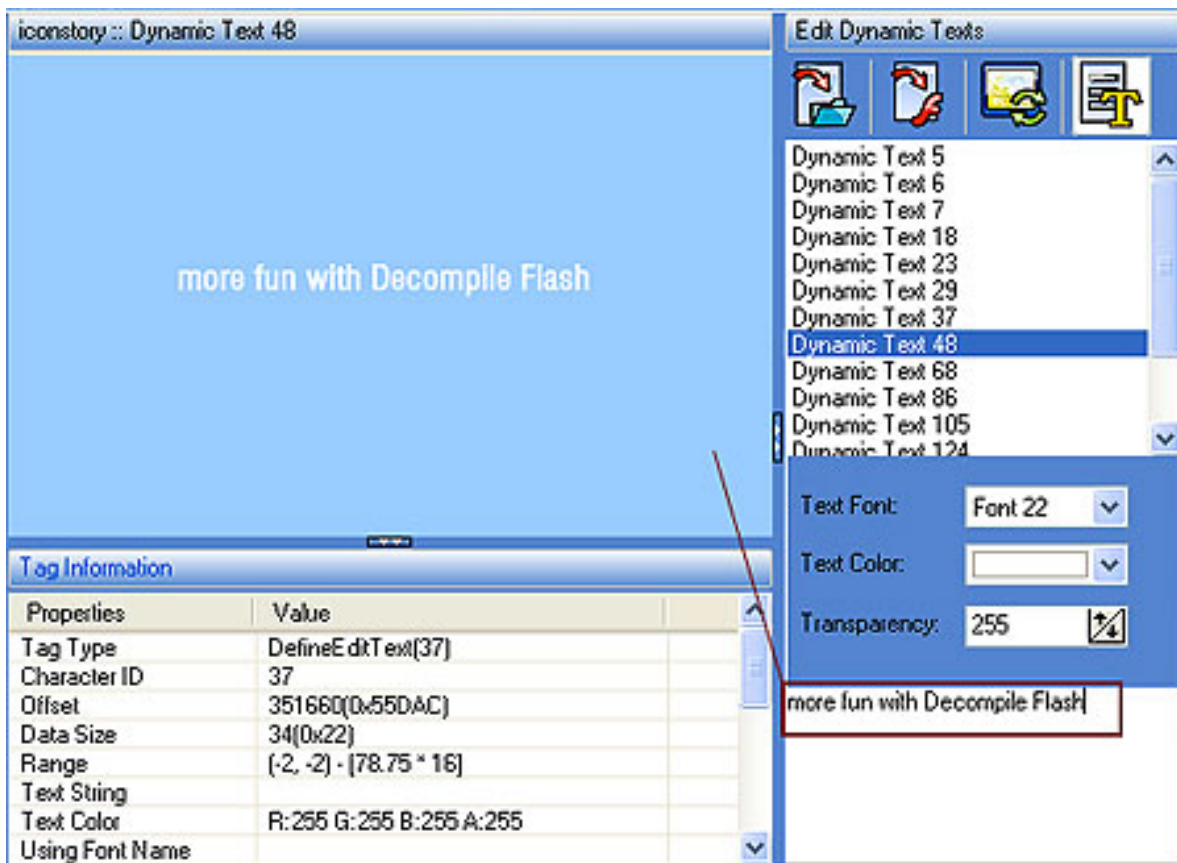 iconstory :: Dynamic Text 48
more fun with Decompile Flash
Tag Information
Properties Value
Tag Type DefineEditText(37)
Character ID 37
Offset 351660(0x55DAC)
Data Size 34(0x22)
Range (-2, -2) - [78.75 * 16]
Text String
Text Color R:255 G:255 B:255 A:255
Using Font Name
Edit Dynamic Texts
Dynamic Text 5
Dynamic Text 6
Dynamic Text 7
Dynamic Text 18
Dynamic Text 23
Dynamic Text 29
Dynamic Text 37
Dynamic Text 48
Dynamic Text 68
Dynamic Text 86
Dynamic Text 105
Dynamic Text 124
Text Font: Font 22
Text Color:
Transparency: 255
more fun with Decompile Flash